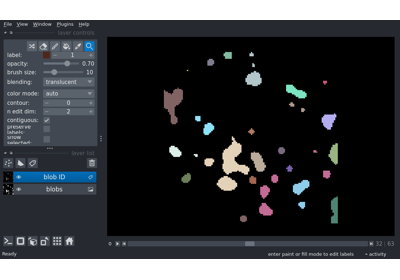 File View Window Plugins Help
layer controls
label: 1
opacity: 0.70
brush size: 10
blending: translucent
color mode: auto
contour: 0
n edit dim: 2
contiguous:
preserve labels:
show selected:
layer list
blob ID
blobs
0 32 63
Ready enter paint or fill mode to edit labels activity